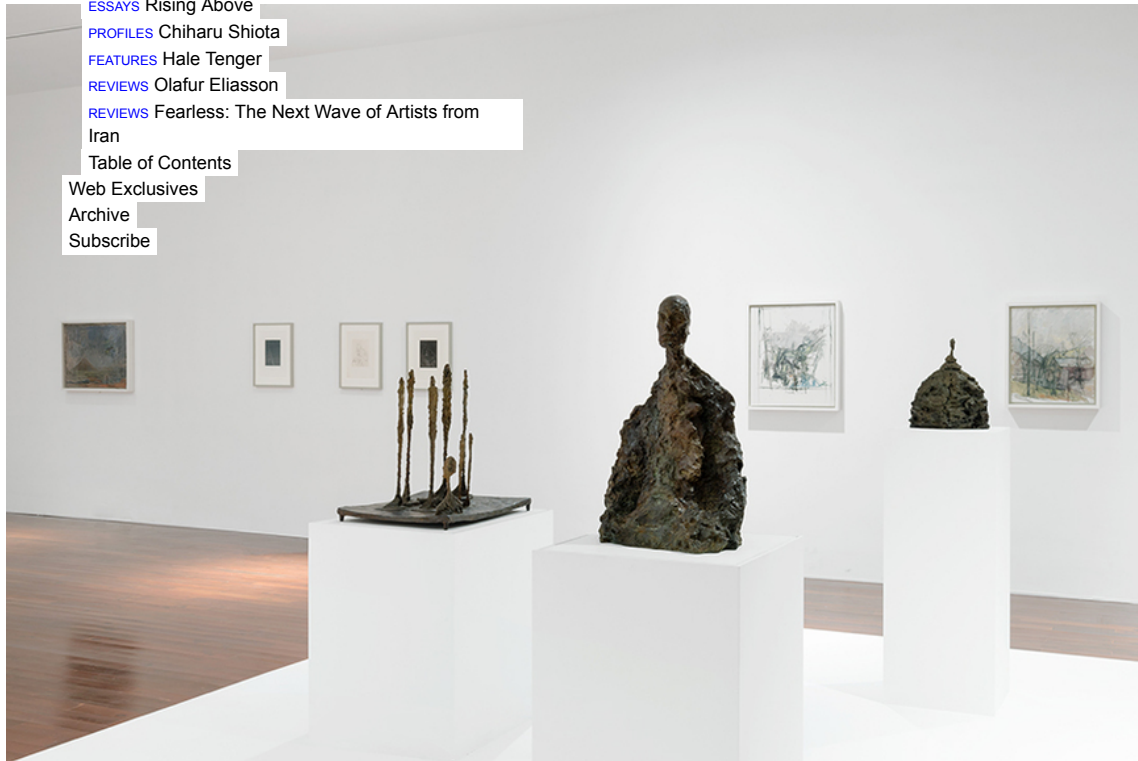 ESSAYS Rising Above
PROFILES Chiharu Shiota
FEATURES Hale Tenger
REVIEWS Olafur Eliasson
REVIEWS Fearless: The Next Wave of Artists from
Iran
Table of Contents
Web Exclusives
Archive
Subscribe